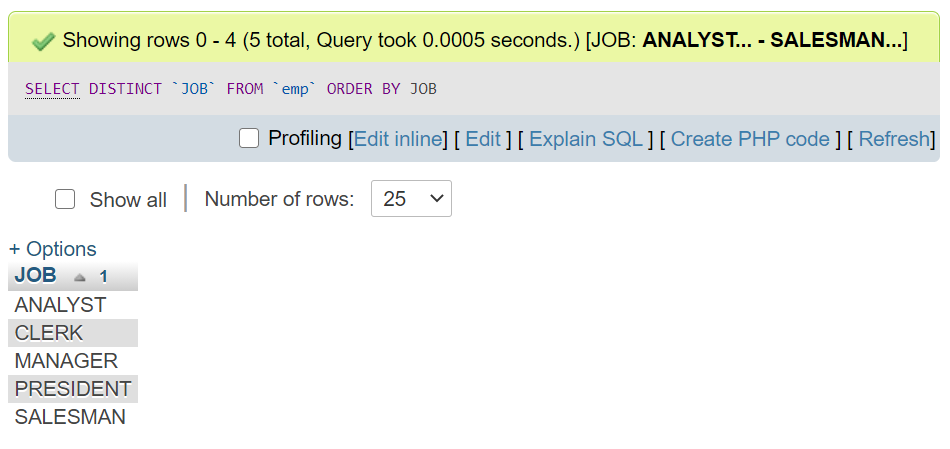 Showing rows 0 - 4 (5 total, Query took 0.0005 seconds.) [JOB: ANALYST... - SALESMAN...]
SELECT DISTINCT `JOB` FROM `emp` ORDER BY JOB
Profiling [Edit inline] [ Edit ] [ Explain SQL ] [ Create PHP code ] [ Refresh]
Show all | Number of rows: 25
+ Options
JOB 1
ANALYST
CLERK
MANAGER
PRESIDENT
SALESMAN